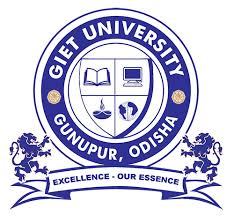 GIET UNIVERSITY
GUNUPUR, ODISHA
EXCELLENCE - OUR ESSENCE